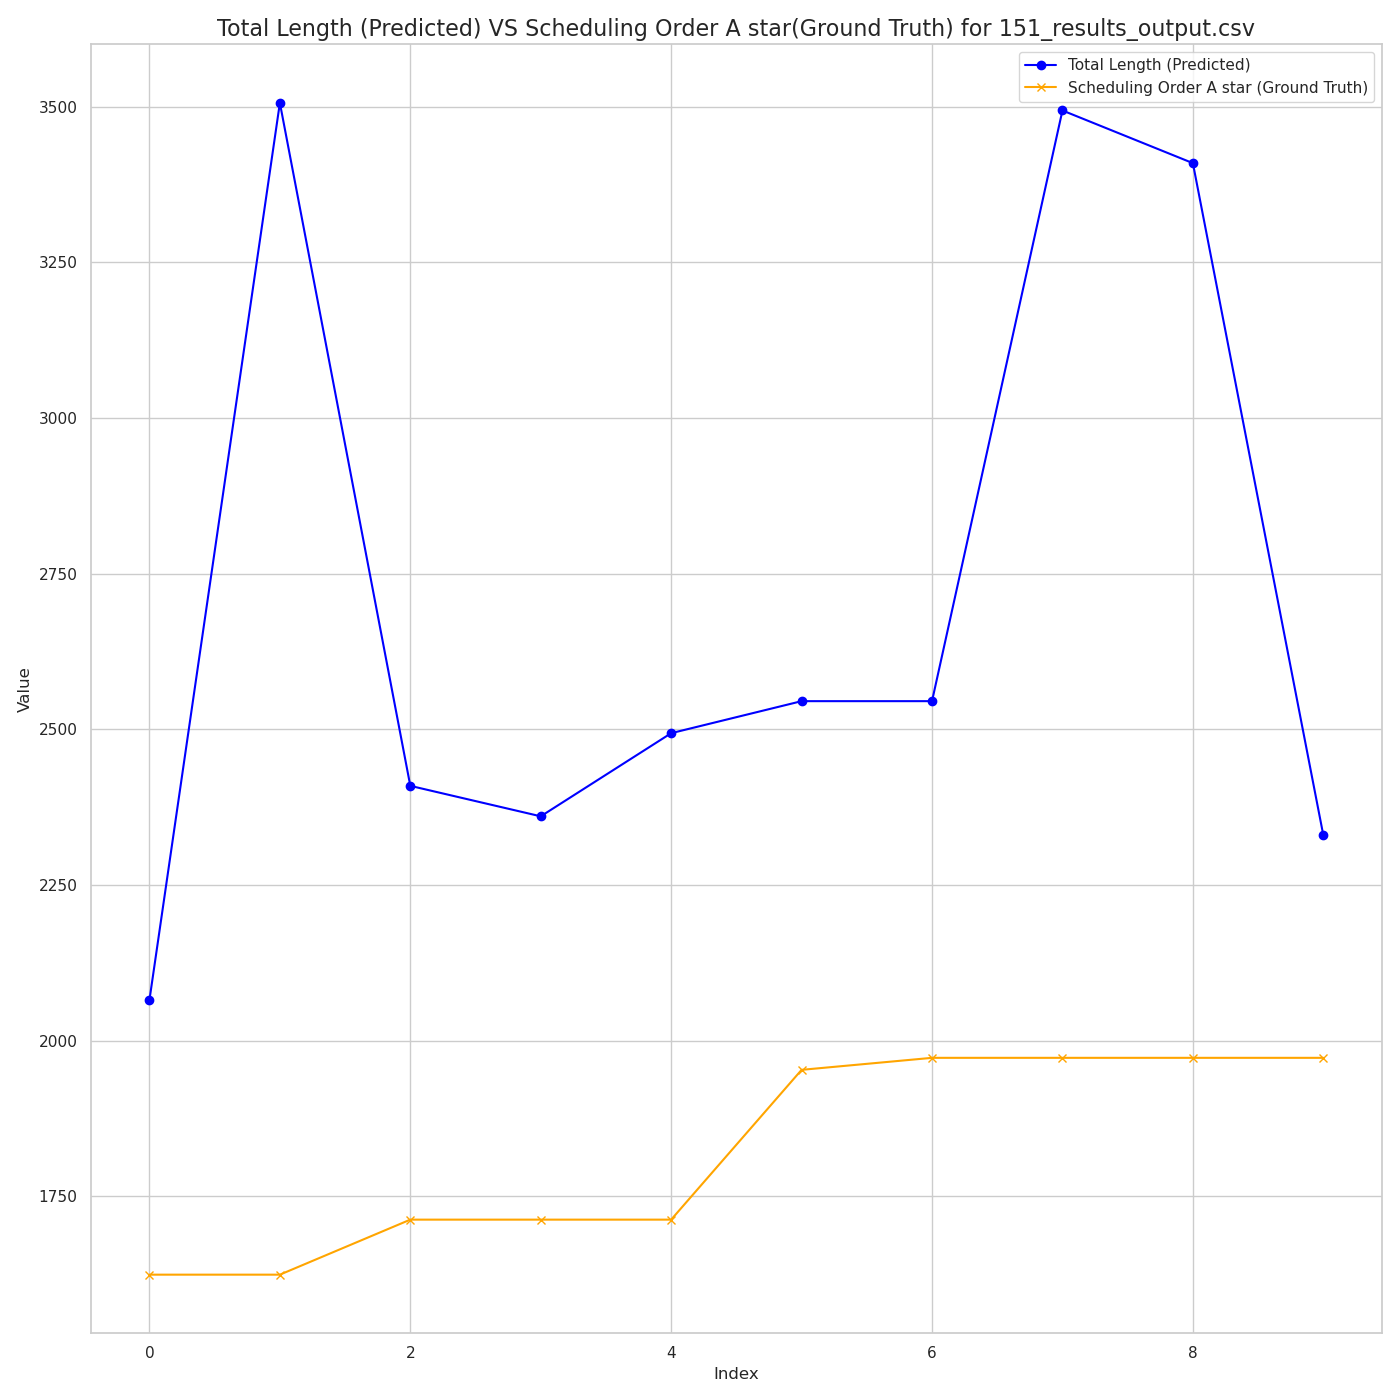 Total Length (Predicted) VS Scheduling Order A star(Ground Truth) for 151_results_output.csv
Total Length (Predicted)
Scheduling Order A star (Ground Truth)
3500
3250
3000
2750
2500
2250
2000
1750
Value
0
2
4
6
8
Index